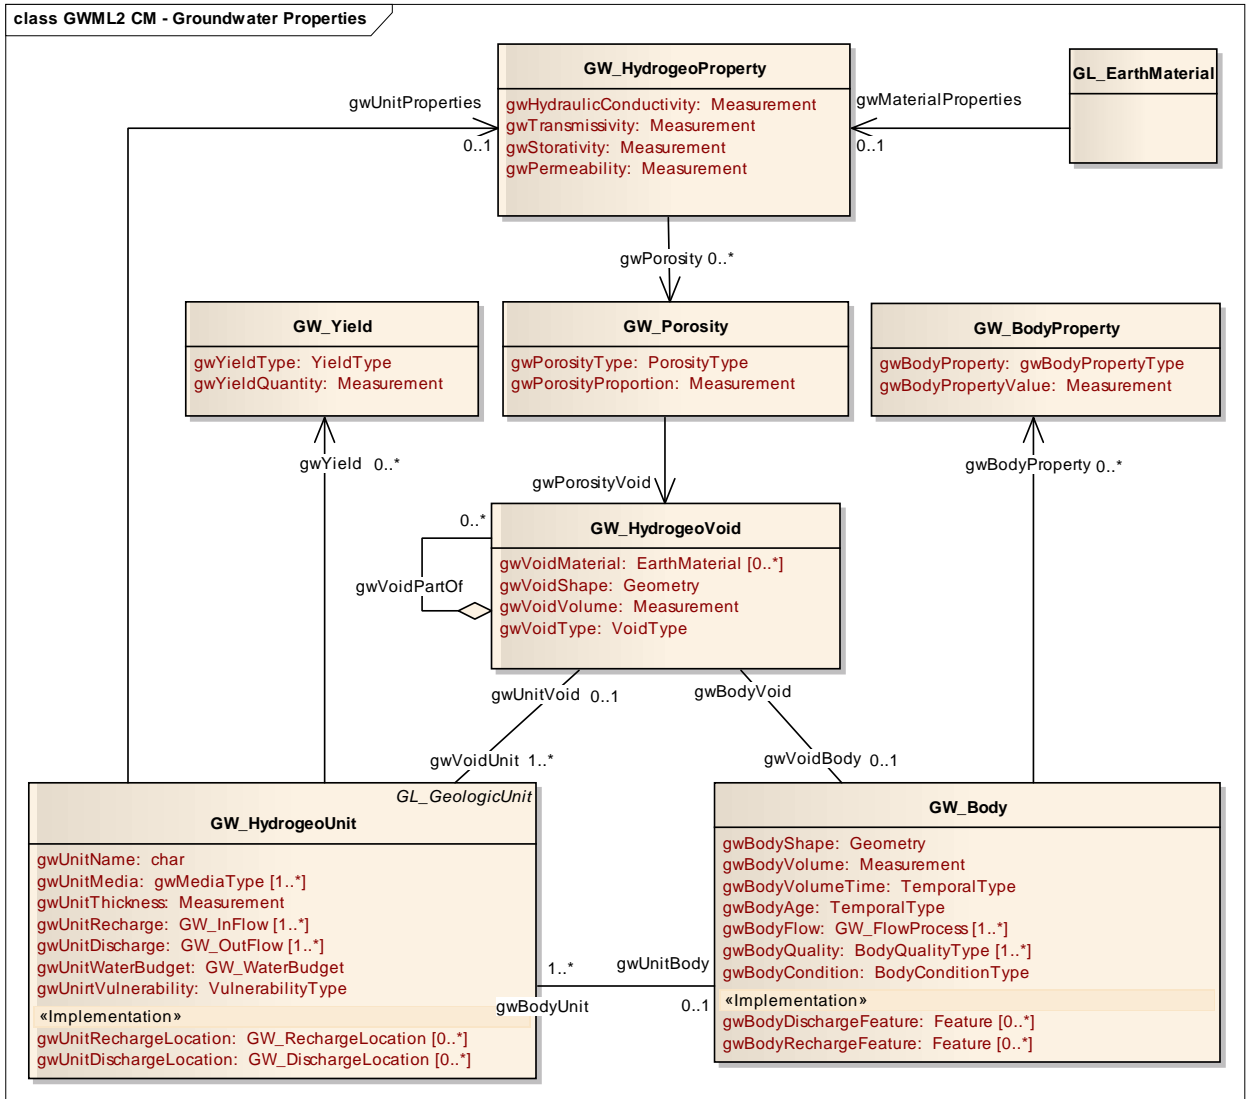 class GWML2 CM - Groundwater Properties
GW_HydrogeoProperty
gwHydraulicConductivity: Measurement
gwTransmissivity: Measurement
gwStorativity: Measurement
gwPermeability: Measurement
GL_EarthMaterial
gwUnitProperties
0..1
gwMaterialProperties
0..1
gwPorosity 0..*
GW_Yield
gwYieldType: YieldType
gwYieldQuantity: Measurement
GW_Porosity
gwPorosityType: PorosityType
gwPorosityProportion: Measurement
GW_BodyProperty
gwBodyProperty: gwBodyPropertyType
gwBodyPropertyValue: Measurement
gwYield 0..*
gwPorosityVoid
gwBodyProperty 0..*
GW_HydrogeoVoid
gwVoidMaterial: EarthMaterial [0..*]
gwVoidShape: Geometry
gwVoidVolume: Measurement
gwVoidType: VoidType
0..*
gwVoidPartOf
gwUnitVoid 0..1
gwBodyVoid
gwVoidUnit 1..*
gwVoidBody 0..1
GL_GeologicUnit
GW_HydrogeoUnit
gwUnitName: char
gwUnitMedia: gwMediaType [1..*]
gwUnitThickness: Measurement
gwUnitRecharge: GW_InFlow [1..*]
gwUnitDischarge: GW_OutFlow [1..*]
gwUnitWaterBudget: GW_WaterBudget
gwUnirtVulnerability: VulnerabilityType
«Implementation»
gwUnitRechargeLocation: GW_RechargeLocation [0..*]
gwUnitDischargeLocation: GW_DischargeLocation [0..*]
1..*
gwUnitBody
gwBodyUnit
0..1
GW_Body
gwBodyShape: Geometry
gwBodyVolume: Measurement
gwBodyVolumeTime: TemporalType
gwBodyAge: TemporalType
gwBodyFlow: GW_FlowProcess [1..*]
gwBodyQuality: BodyQualityType [1..*]
gwBodyCondition: BodyConditionType
«Implementation»
gwBodyDischargeFeature: Feature [0..*]
gwBodyRechargeFeature: Feature [0..*]